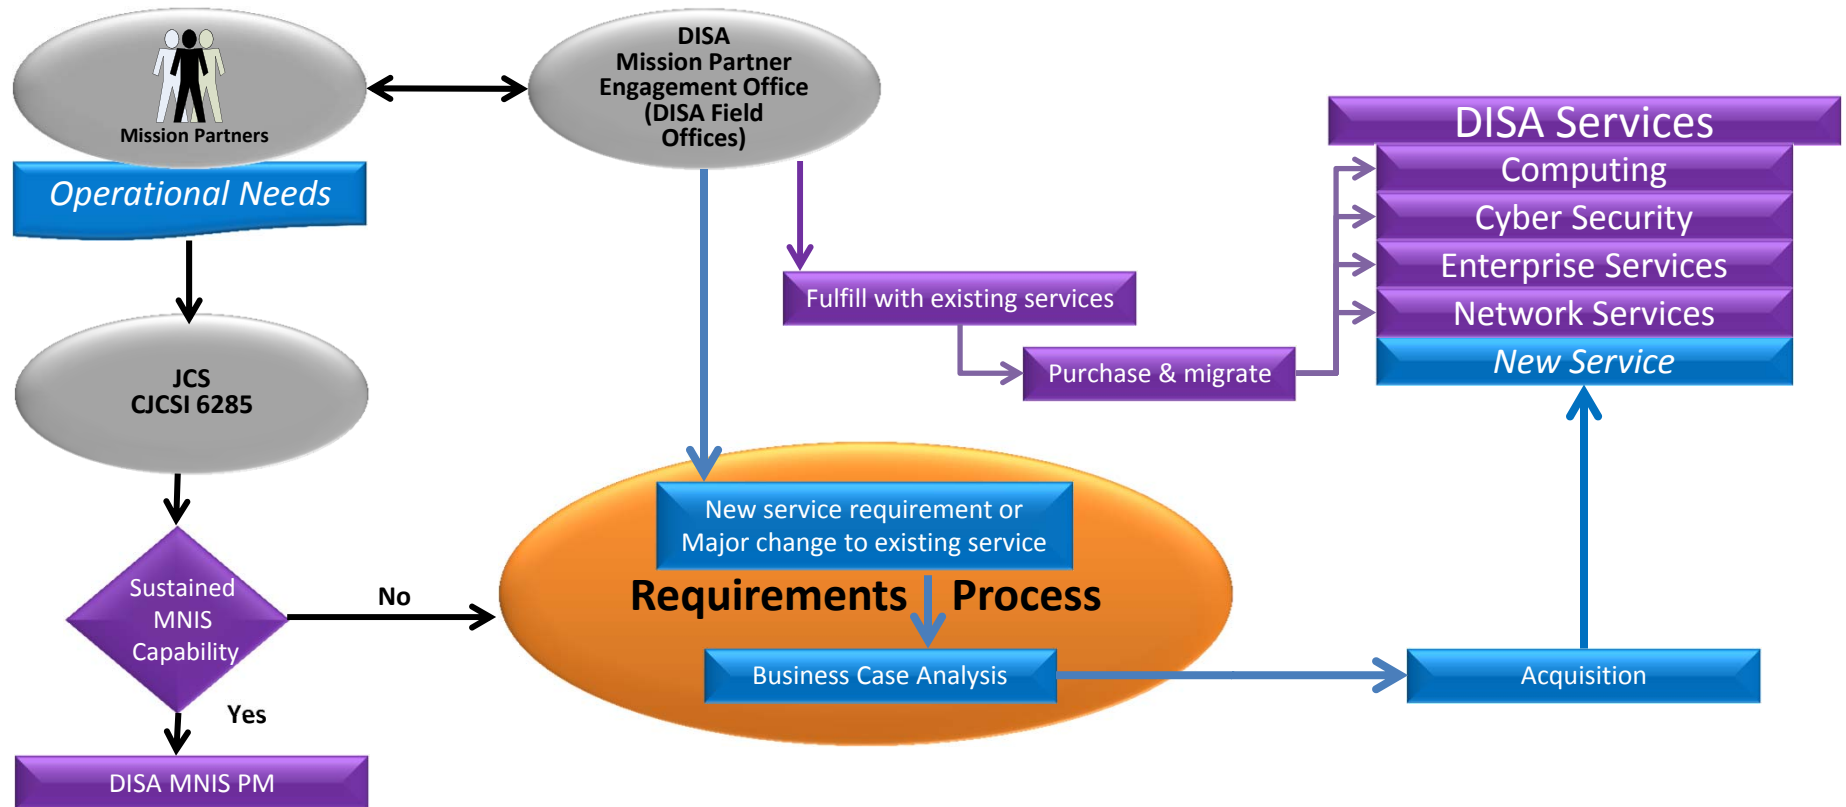 Mission Partners
Operational Needs
DISA
Mission Partner
Engagement Office
(DISA Field
Offices)
DISA Services
Computing
Cyber Security
Enterprise Services
Network Services
New Service
Fulfill with existing services
Purchase & migrate
JCS
CJCSI 6285
New service requirement or
Major change to existing service
Requirements Process
Business Case Analysis
Acquisition
Sustained
MNIS
Capability
No
Yes
DISA MNIS PM